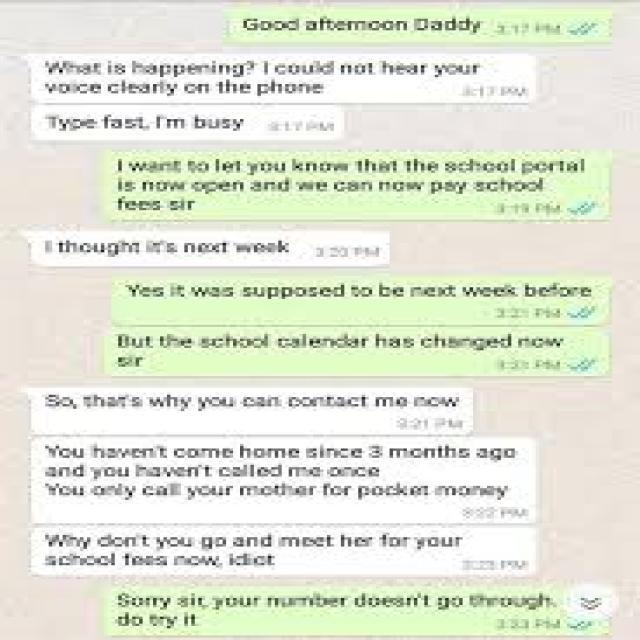 Good afternoon Daddy 3:17 PM
What is happening? I could not hear your
voice clearly on the phone 3:17 PM
Type fast, I'm busy 3:17 PM
I want to let you know that the school portal
is now open and we can now pay school
fees sir 3:19 PM
I thought it's next week 3:20 PM
Yes it was supposed to be next week before
3:21 PM
But the school calendar has changed now
sir 3:21 PM
So, that's why you can contact me now
3:21 PM
You haven't come home since 3 months ago
and you haven't called me once
You only call your mother for pocket money
3:22 PM
Why don't you go and meet her for your
school fees now, idiot 3:23 PM
Sorry sir, your number doesn't go through.
do try it 3:23 PM